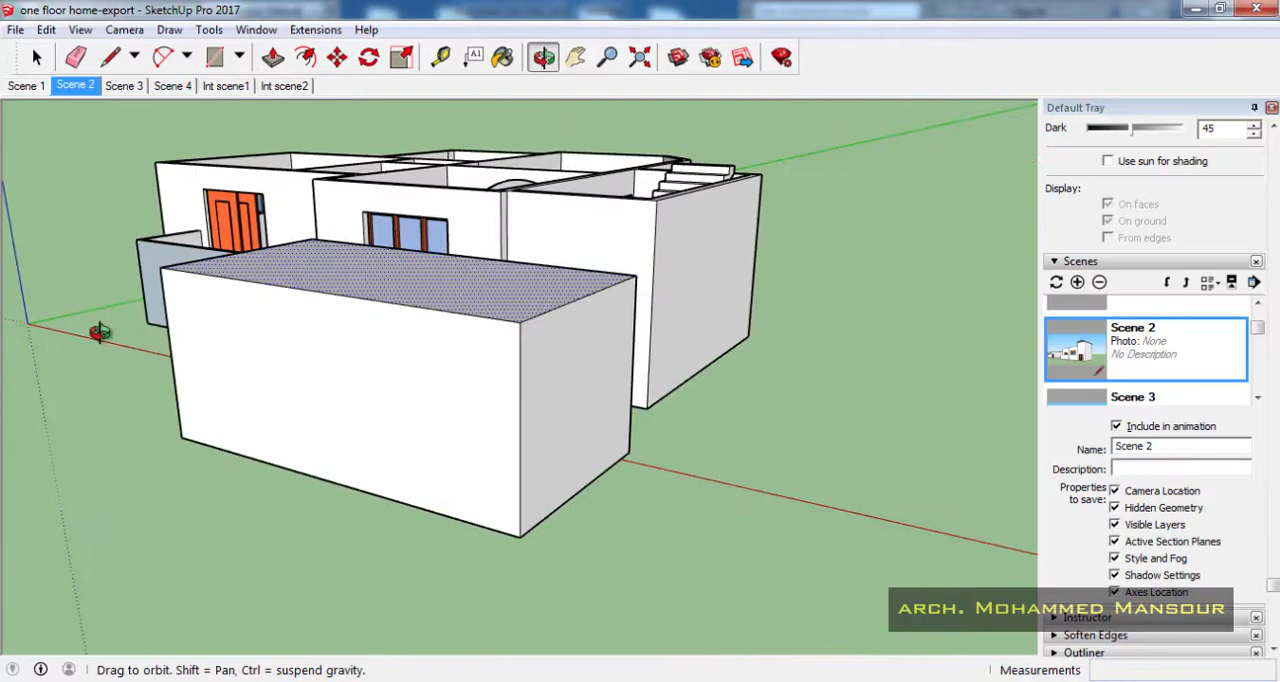 one floor home-export - SketchUp Pro 2017
File Edit View Camera Draw Tools Window Extensions Help
A1
Scene 1 Scene 2 Scene 3 Scene 4 Int scene1 Int scene2
Default Tray
Dark 45
Use sun for shading
Display:
On faces
On ground
From edges
Scenes
Scene 2
Photo: None
No Description
Scene 3
Include in animation
Name: Scene 2
Description:
Properties to save:
Camera Location
Hidden Geometry
Visible Layers
Active Section Planes
Style and Fog
Shadow Settings
Axes Location
arch. Mohammed Mansour
Instructor
Soften Edges
Outliner
Drag to orbit. Shift = Pan, Ctrl = suspend gravity.
Measurements